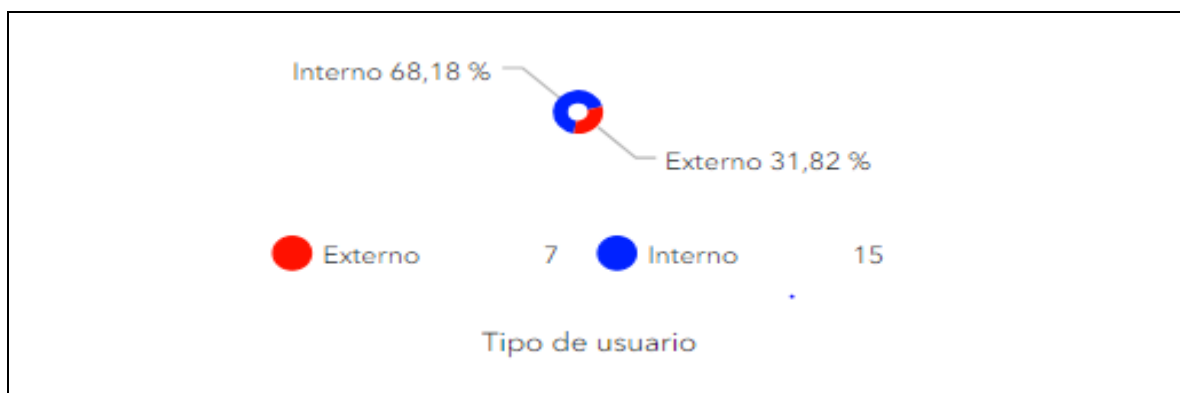 Interno 68,18 %
Externo 31,82 %
Externo 7 Interno 15
Tipo de usuario